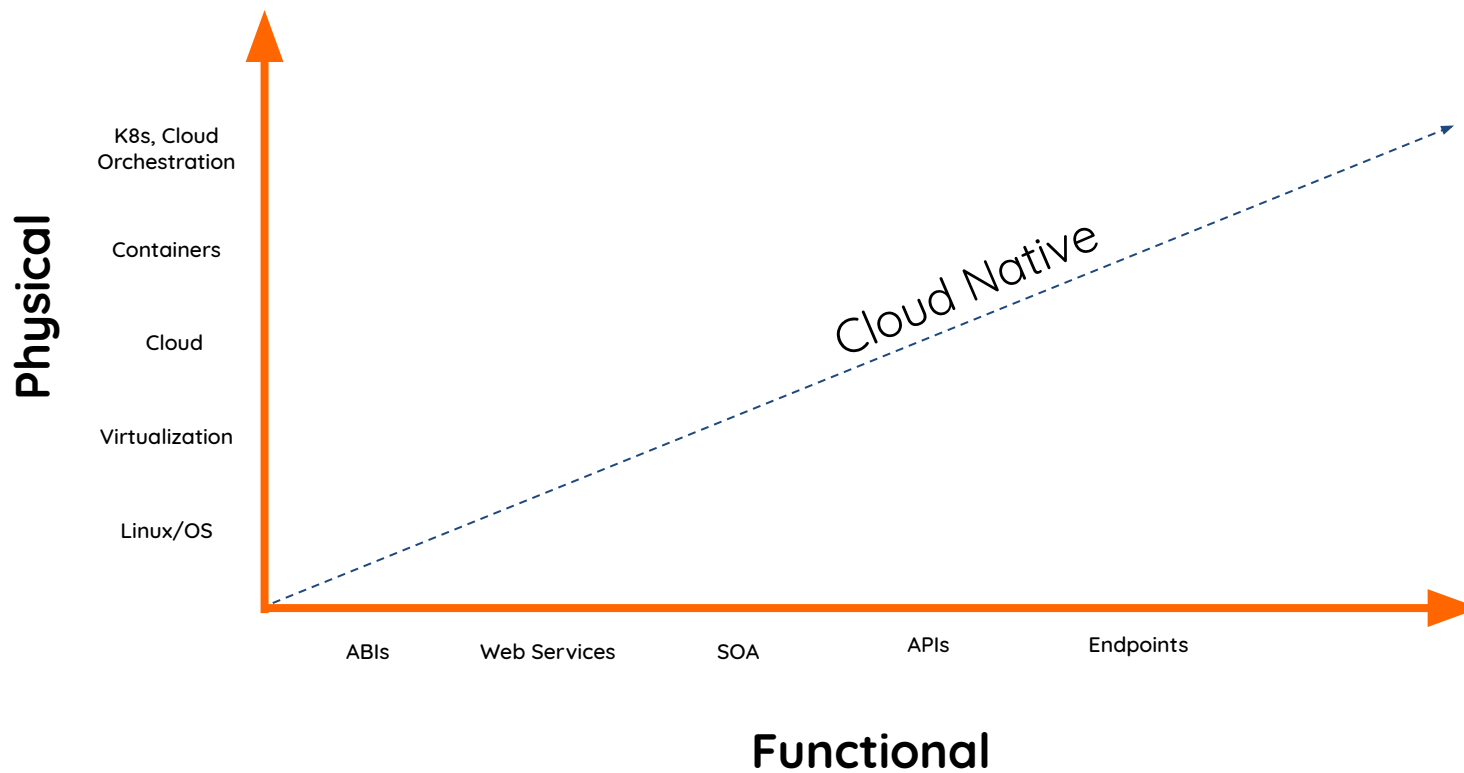 K8s, Cloud
Orchestration
Containers
Cloud
Virtualization
Linux/OS
Physical
Cloud Native
ABIs
Web Services
SOA
APIs
Endpoints
Functional